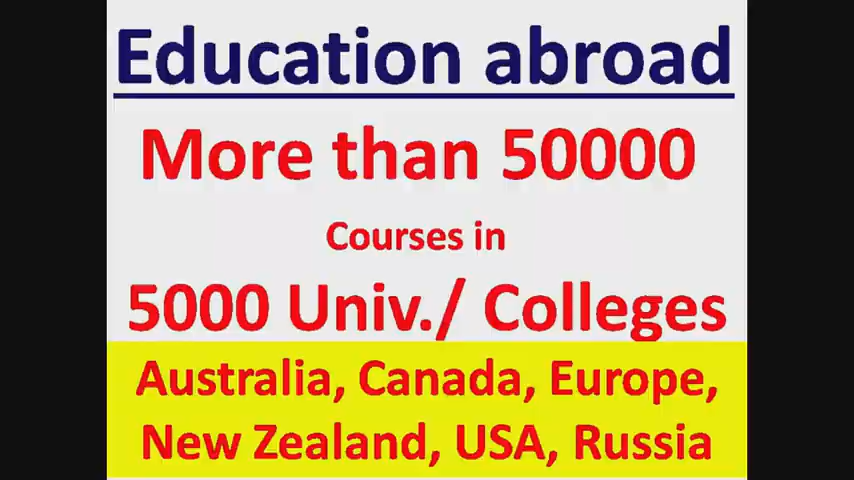 Education abroad
More than 50000
Courses in
5000 Univ./ Colleges
Australia, Canada, Europe,
New Zealand, USA, Russia